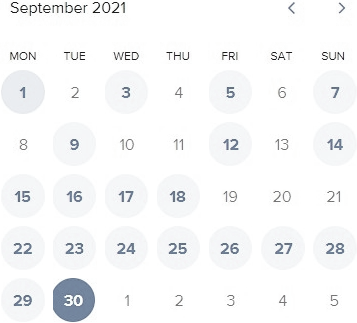 September 2021
MON TUE WED THU FRI SAT SUN
1 2 3 4 5 6 7
8 9 10 11 12 13 14
15 16 17 18 19 20 21
22 23 24 25 26 27 28
29 30 1 2 3 4 5